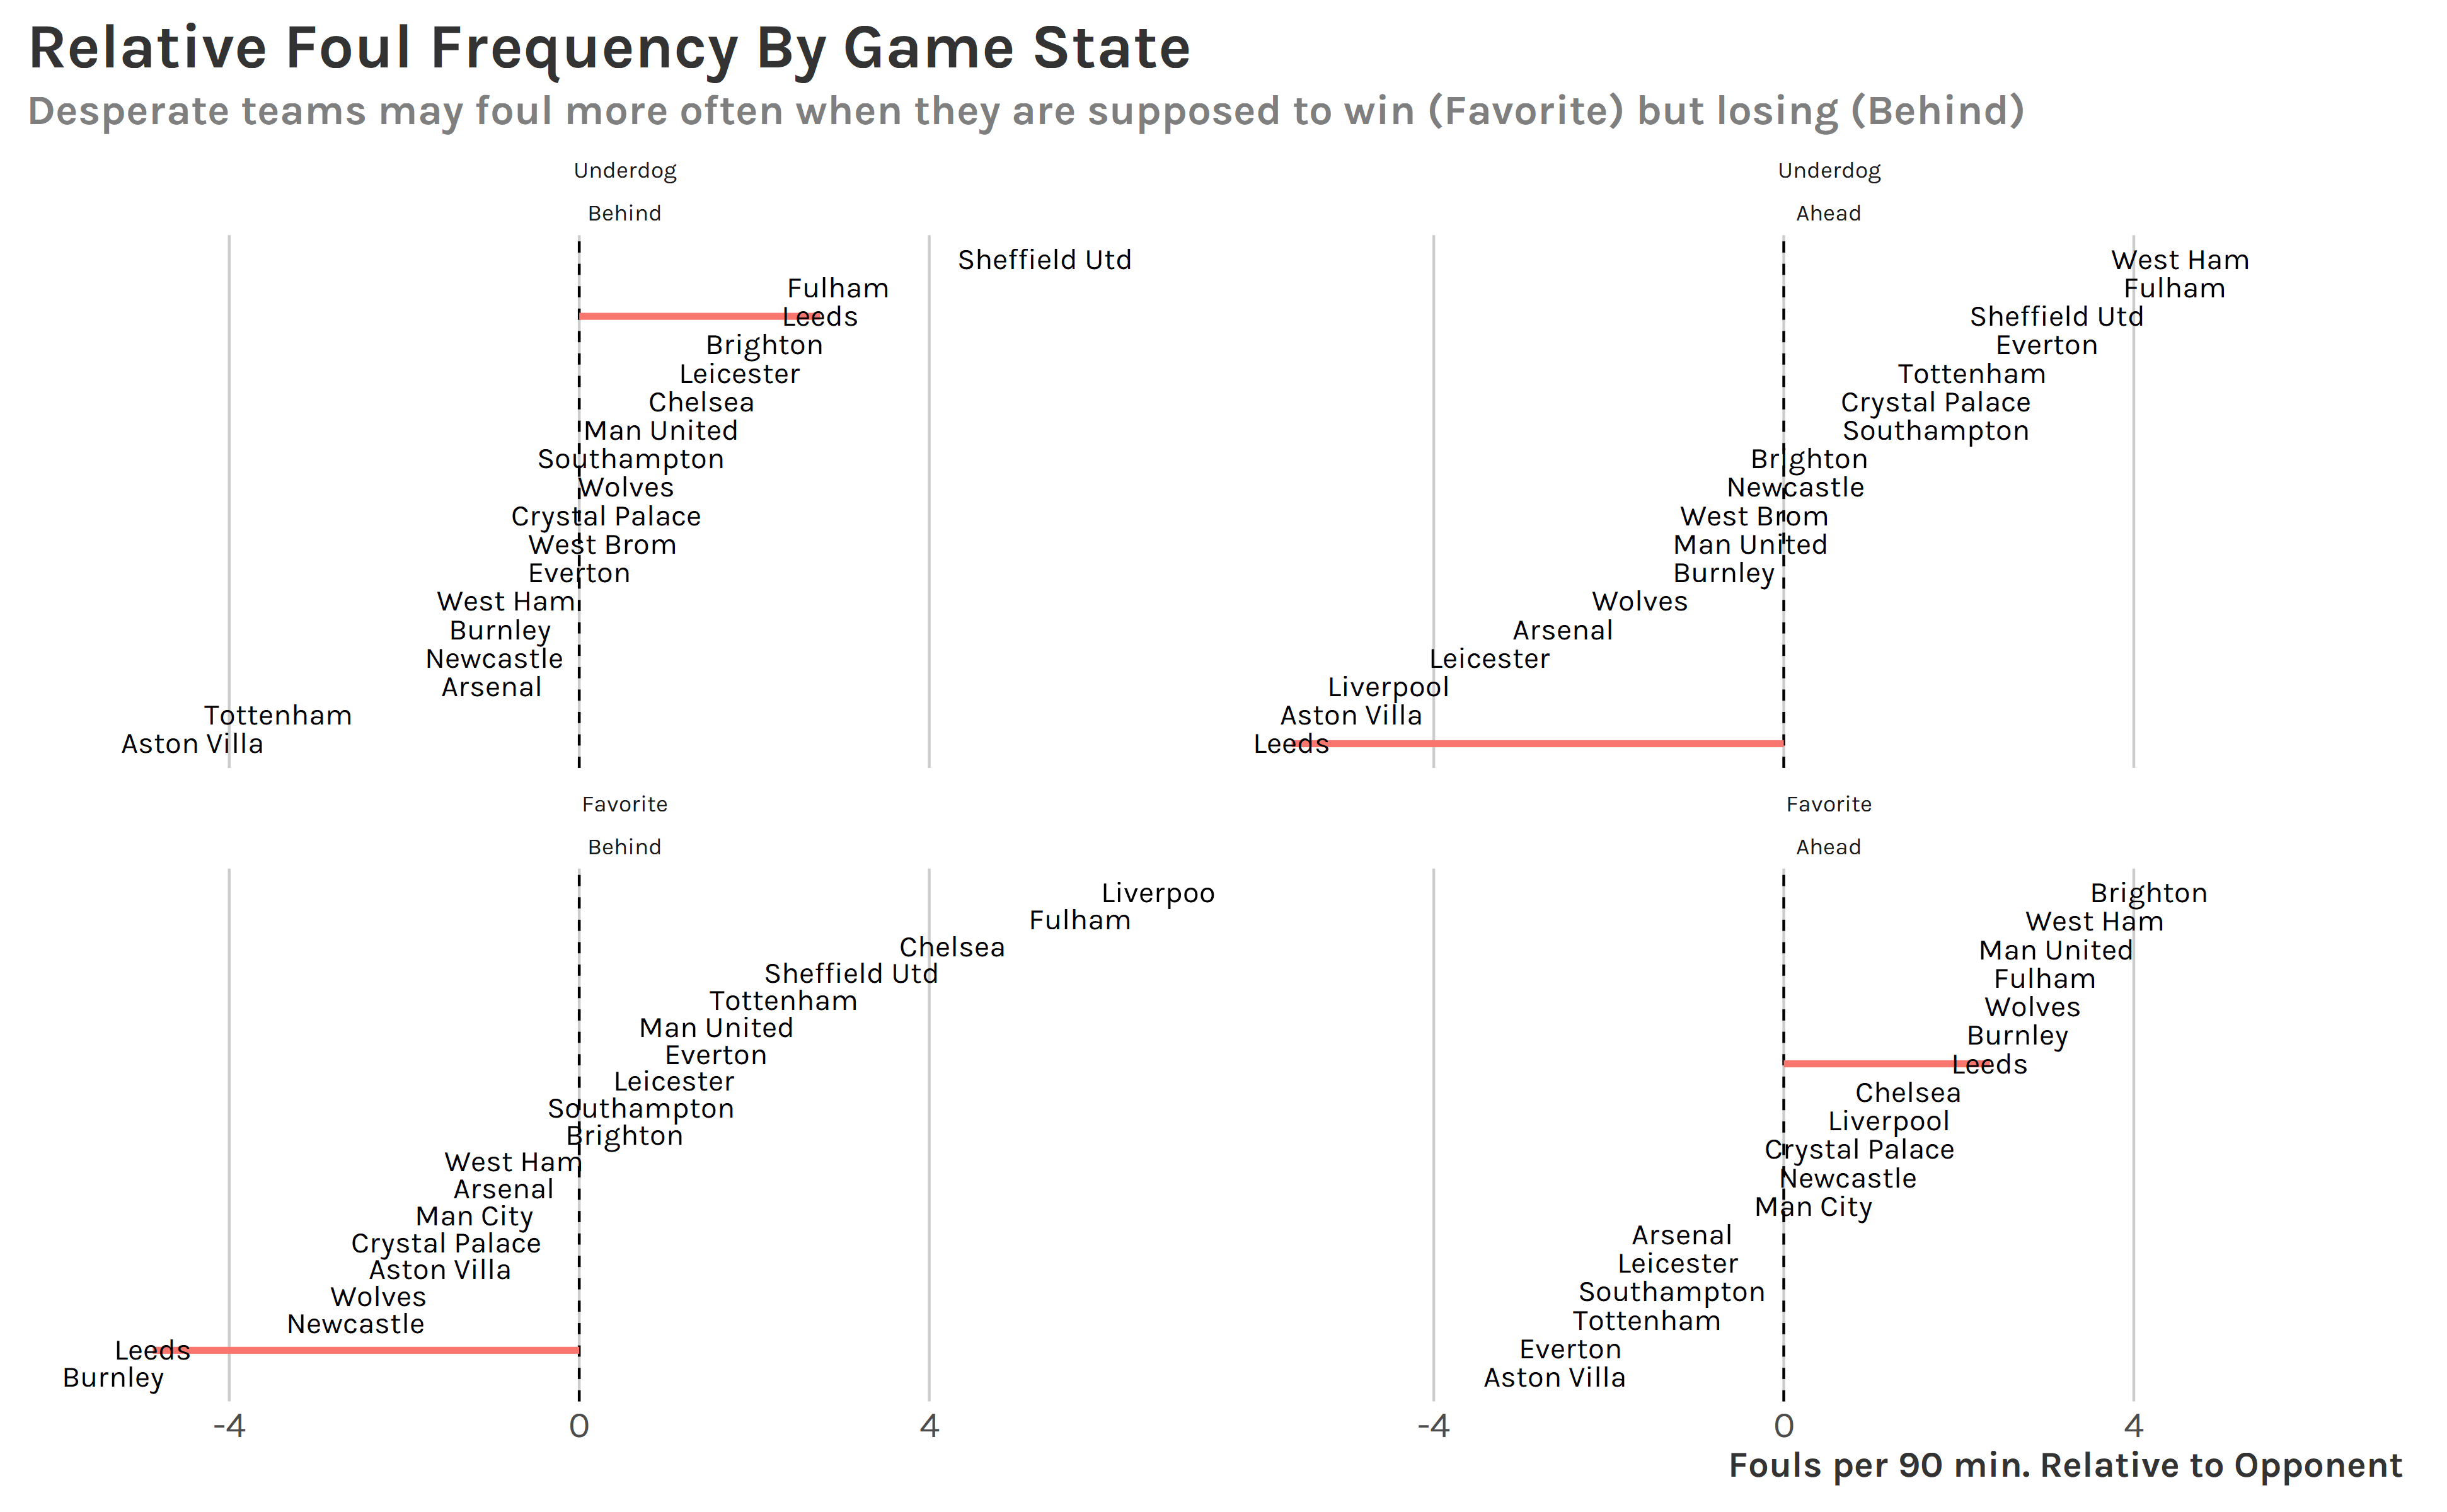 Relative Foul Frequency By Game State
Desperate teams may foul more often when they are supposed to win (Favorite) but losing (Behind)
Underdog
Behind
Sheffield Utd
Fulham
Leeds
Brighton
Leicester
Chelsea
Man United
Southampton
Wolves
Crystal Palace
West Brom
Everton
West Ham
Burnley
Newcastle
Arsenal
Tottenham
Aston Villa
Underdog
Ahead
West Ham
Fulham
Sheffield Utd
Everton
Tottenham
Crystal Palace
Southampton
Brighton
Newcastle
West Brom
Man United
Burnley
Wolves
Arsenal
Leicester
Liverpool
Aston Villa
Leeds
Favorite
Behind
Liverpoo
Fulham
Chelsea
Sheffield Utd
Tottenham
Man United
Everton
Leicester
Southampton
Brighton
West Ham
Arsenal
Man City
Crystal Palace
Aston Villa
Wolves
Newcastle
Leeds
Burnley
-4 0 4
Favorite
Ahead
Brighton
West Ham
Man United
Fulham
Wolves
Burnley
Leeds
Chelsea
Liverpool
Crystal Palace
Newcastle
Man City
Arsenal
Leicester
Southampton
Tottenham
Everton
Aston Villa
-4 0 4
Fouls per 90 min. Relative to Opponent